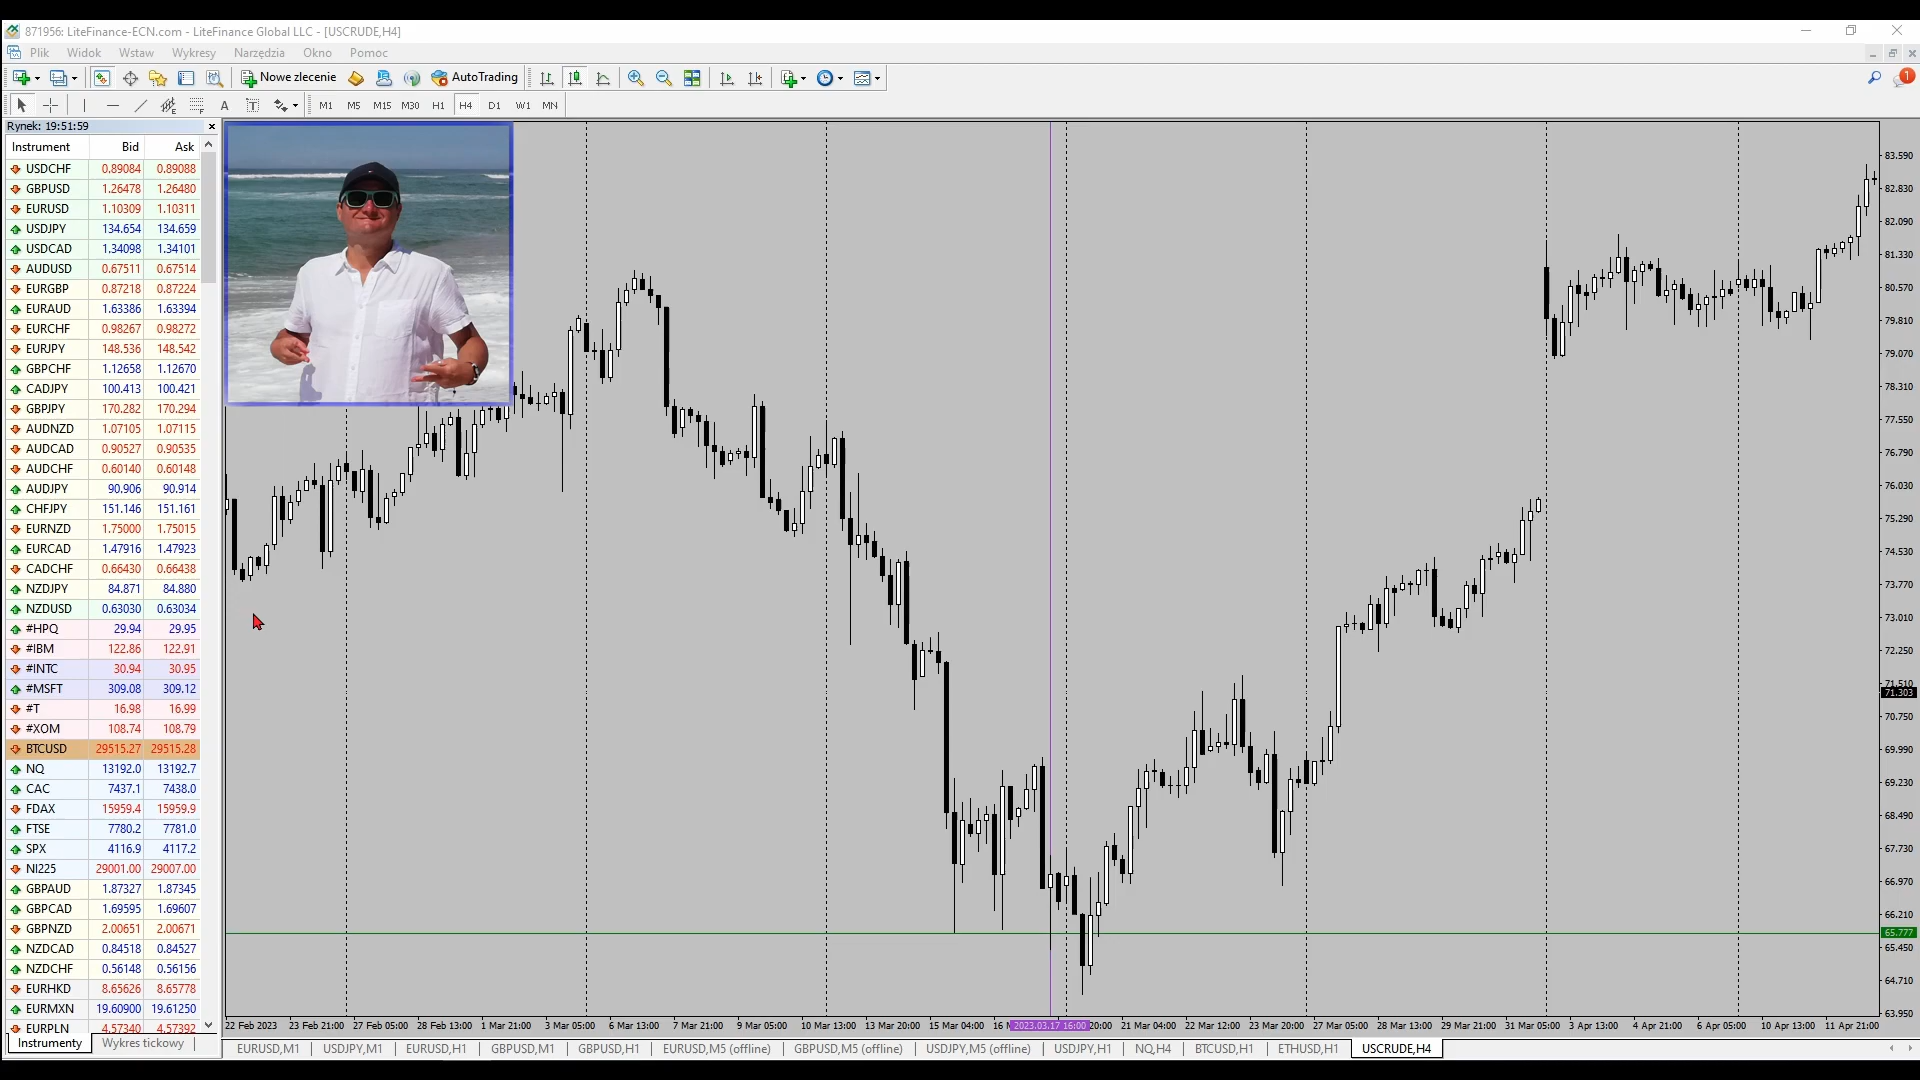 871956: LiteFinance-ECN.com - LiteFinance Global LLC - [USCRUDE,H4]
Plik Widok Wstaw Wykresy Narzędzia Okno Pomoc
Nowe zlecenie AutoTrading 1
A T M1 M5 M15 M30 H1 H4 D1 W1 MN
Rynek: 19:51:59
Instrument Bid Ask
USDCHF 0.89084 0.89088
GBPUSD 1.26478 1.26480
EURUSD 1.10309 1.10311
USDJPY 134.654 134.659
USDCAD 1.34098 1.34101
AUDUSD 0.67511 0.67514
EURGBP 0.87218 0.87224
EURAUD 1.63386 1.63394
EURCHF 0.98267 0.98272
EURJPY 148.536 148.542
GBPCHF 1.12658 1.12670
CADJPY 100.413 100.421
GBPJPY 170.282 170.294
AUDNZD 1.07105 1.07115
AUDCAD 0.90527 0.90535
AUDCHF 0.60140 0.60148
AUDJPY 90.906 90.914
CHFJPY 151.146 151.161
EURNZD 1.75000 1.75015
EURCAD 1.47916 1.47923
CADCHF 0.66430 0.66438
NZDJPY 84.871 84.880
NZDUSD 0.63030 0.63034
#HPQ 29.94 29.95
#IBM 122.86 122.91
#INTC 30.94 30.95
#MSFT 309.08 309.12
#T 16.98 16.99
#XOM 108.74 108.79
BTCUSD 29515.27 29515.28
NQ 13192.0 13192.7
CAC 7437.1 7438.0
FDAX 15959.4 15959.9
FTSE 7780.2 7781.0
SPX 4116.9 4117.2
NI225 29001.00 29007.00
GBPAUD 1.87327 1.87345
GBPCAD 1.69595 1.69607
GBPNZD 2.00651 2.00671
NZDCAD 0.84518 0.84527
NZDCHF 0.56148 0.56156
EURHKD 8.65626 8.65778
EURMXN 19.60900 19.61250
EURPLN 4.57340 4.57392
Instrumenty Wykres tickowy
83.590
82.830
82.090
81.330
80.570
79.810
79.070
78.310
77.550
76.790
76.030
75.290
74.530
73.770
73.010
72.250
71.510
71.303
70.750
69.990
69.230
68.490
67.730
66.970
66.210
65.777
65.450
64.710
63.950
22 Feb 2023 23 Feb 21:00 27 Feb 05:00 28 Feb 13:00 1 Mar 21:00 3 Mar 05:00 6 Mar 13:00 7 Mar 21:00 9 Mar 05:00 10 Mar 13:00 13 Mar 20:00 15 Mar 04:00 16 2023.03.17 16:00 20:00 21 Mar 04:00 22 Mar 12:00 23 Mar 20:00 27 Mar 05:00 28 Mar 13:00 29 Mar 21:00 31 Mar 05:00 3 Apr 13:00 4 Apr 21:00 6 Apr 05:00 10 Apr 13:00 11 Apr 21:00
EURUSD,M1 USDJPY,M1 EURUSD,H1 GBPUSD,M1 GBPUSD,H1 EURUSD,M5 (offline) GBPUSD,M5 (offline) USDJPY,M5 (offline) USDJPY,H1 NQ,H4 BTCUSD,H1 ETHUSD,H1 USCRUDE,H4